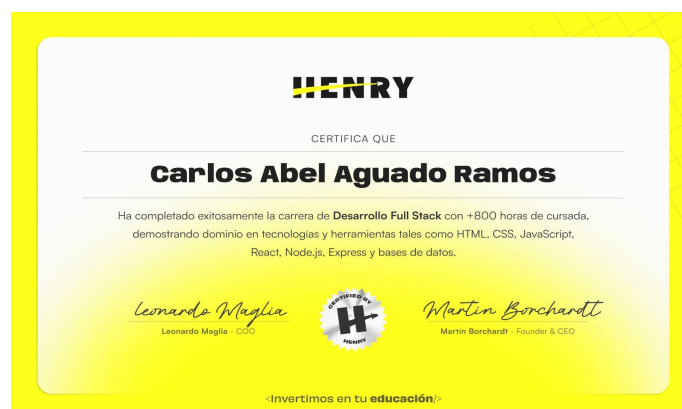 HENRY
CERTIFICA QUE
Carlos Abel Aguado Ramos
Ha completado exitosamente la carrera de Desarrollo Full Stack con +800 horas de cursada,
demostrando dominio en tecnologías y herramientas tales como HTML, CSS, JavaScript,
React, Node.js, Express y bases de datos.
Leonardo Maglia
Leonardo Maglia - COO
CERTIFIED BY
H
HENRY
Martin Borchardt
Martín Borchardt - Founder & CEO
<Invertimos en tu educación/>